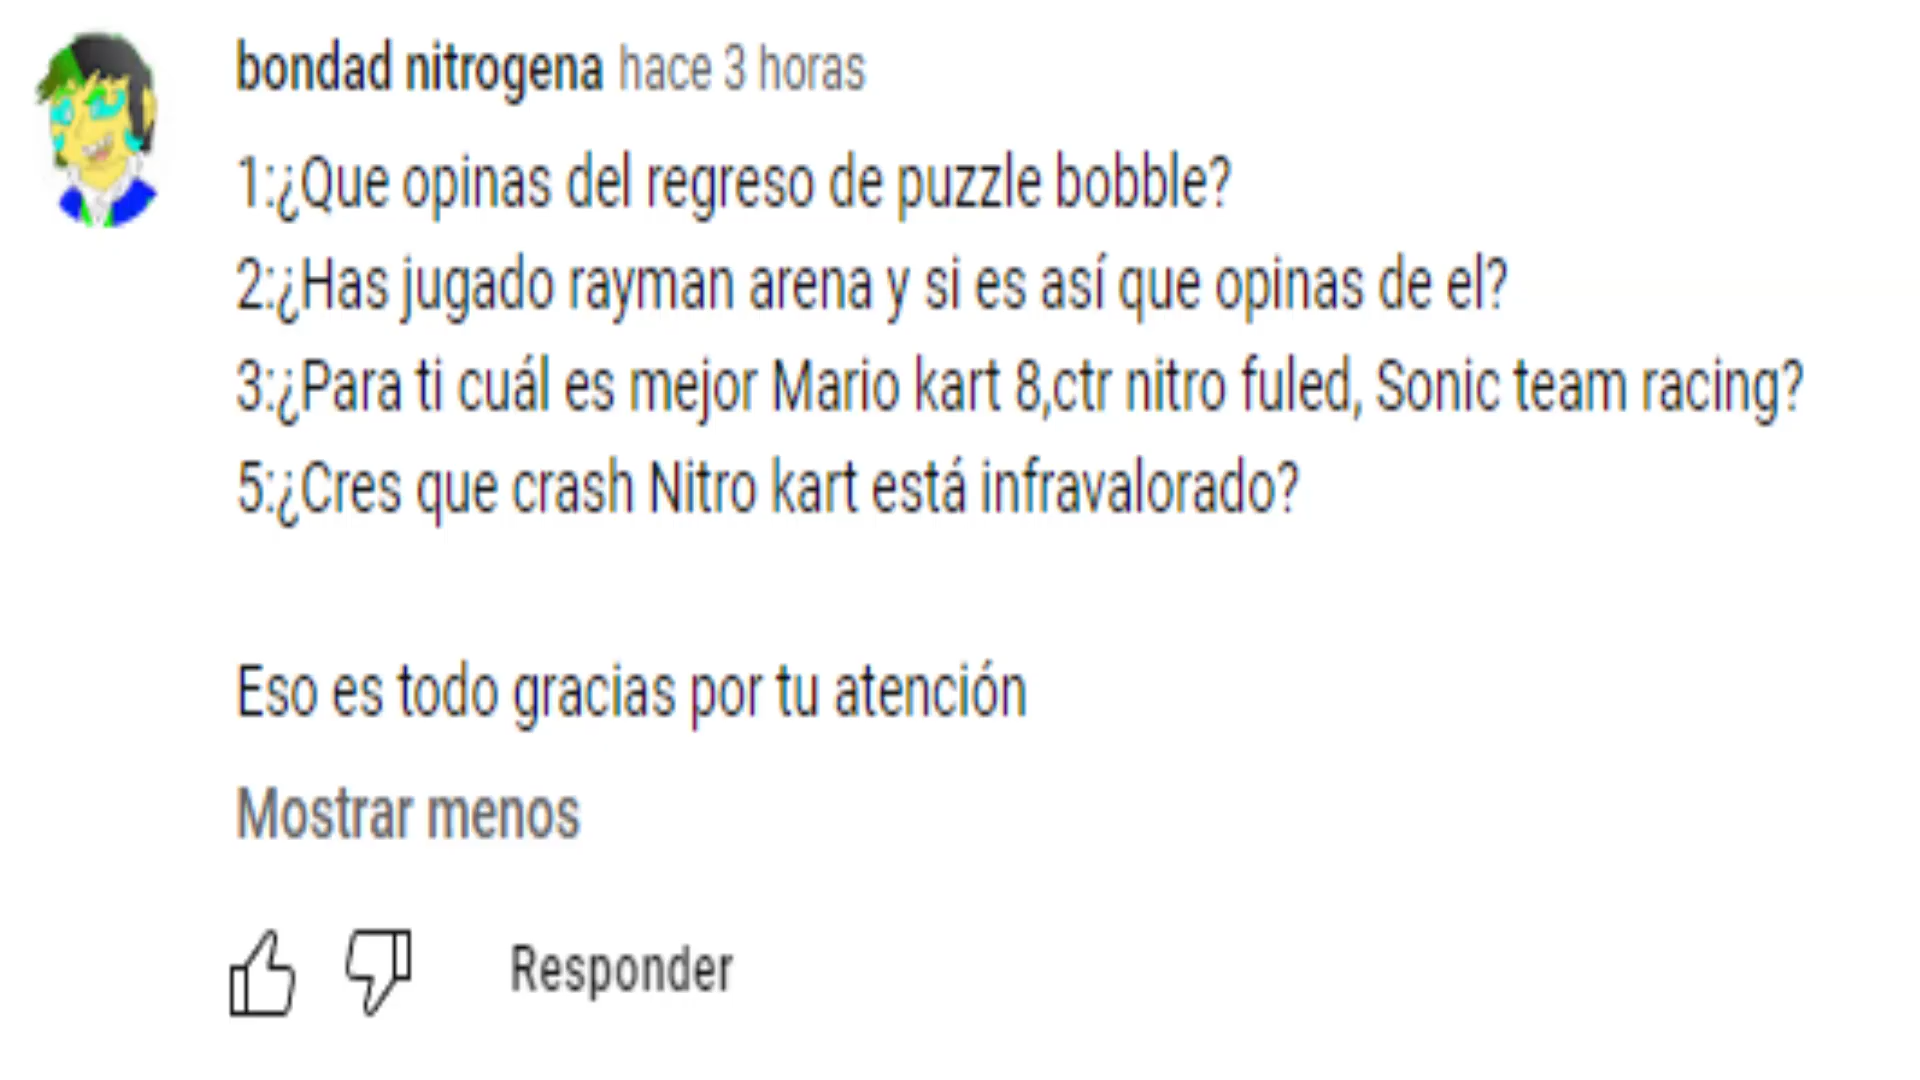 bondad nitrogena hace 3 horas
1:¿Que opinas del regreso de puzzle bobble?
2:¿Has jugado rayman arena y si es así que opinas de el?
3:¿Para ti cuál es mejor Mario kart 8,ctr nitro fuled, Sonic team racing?
5:¿Cres que crash Nitro kart está infravalorado?
Eso es todo gracias por tu atención
Mostrar menos
Responder